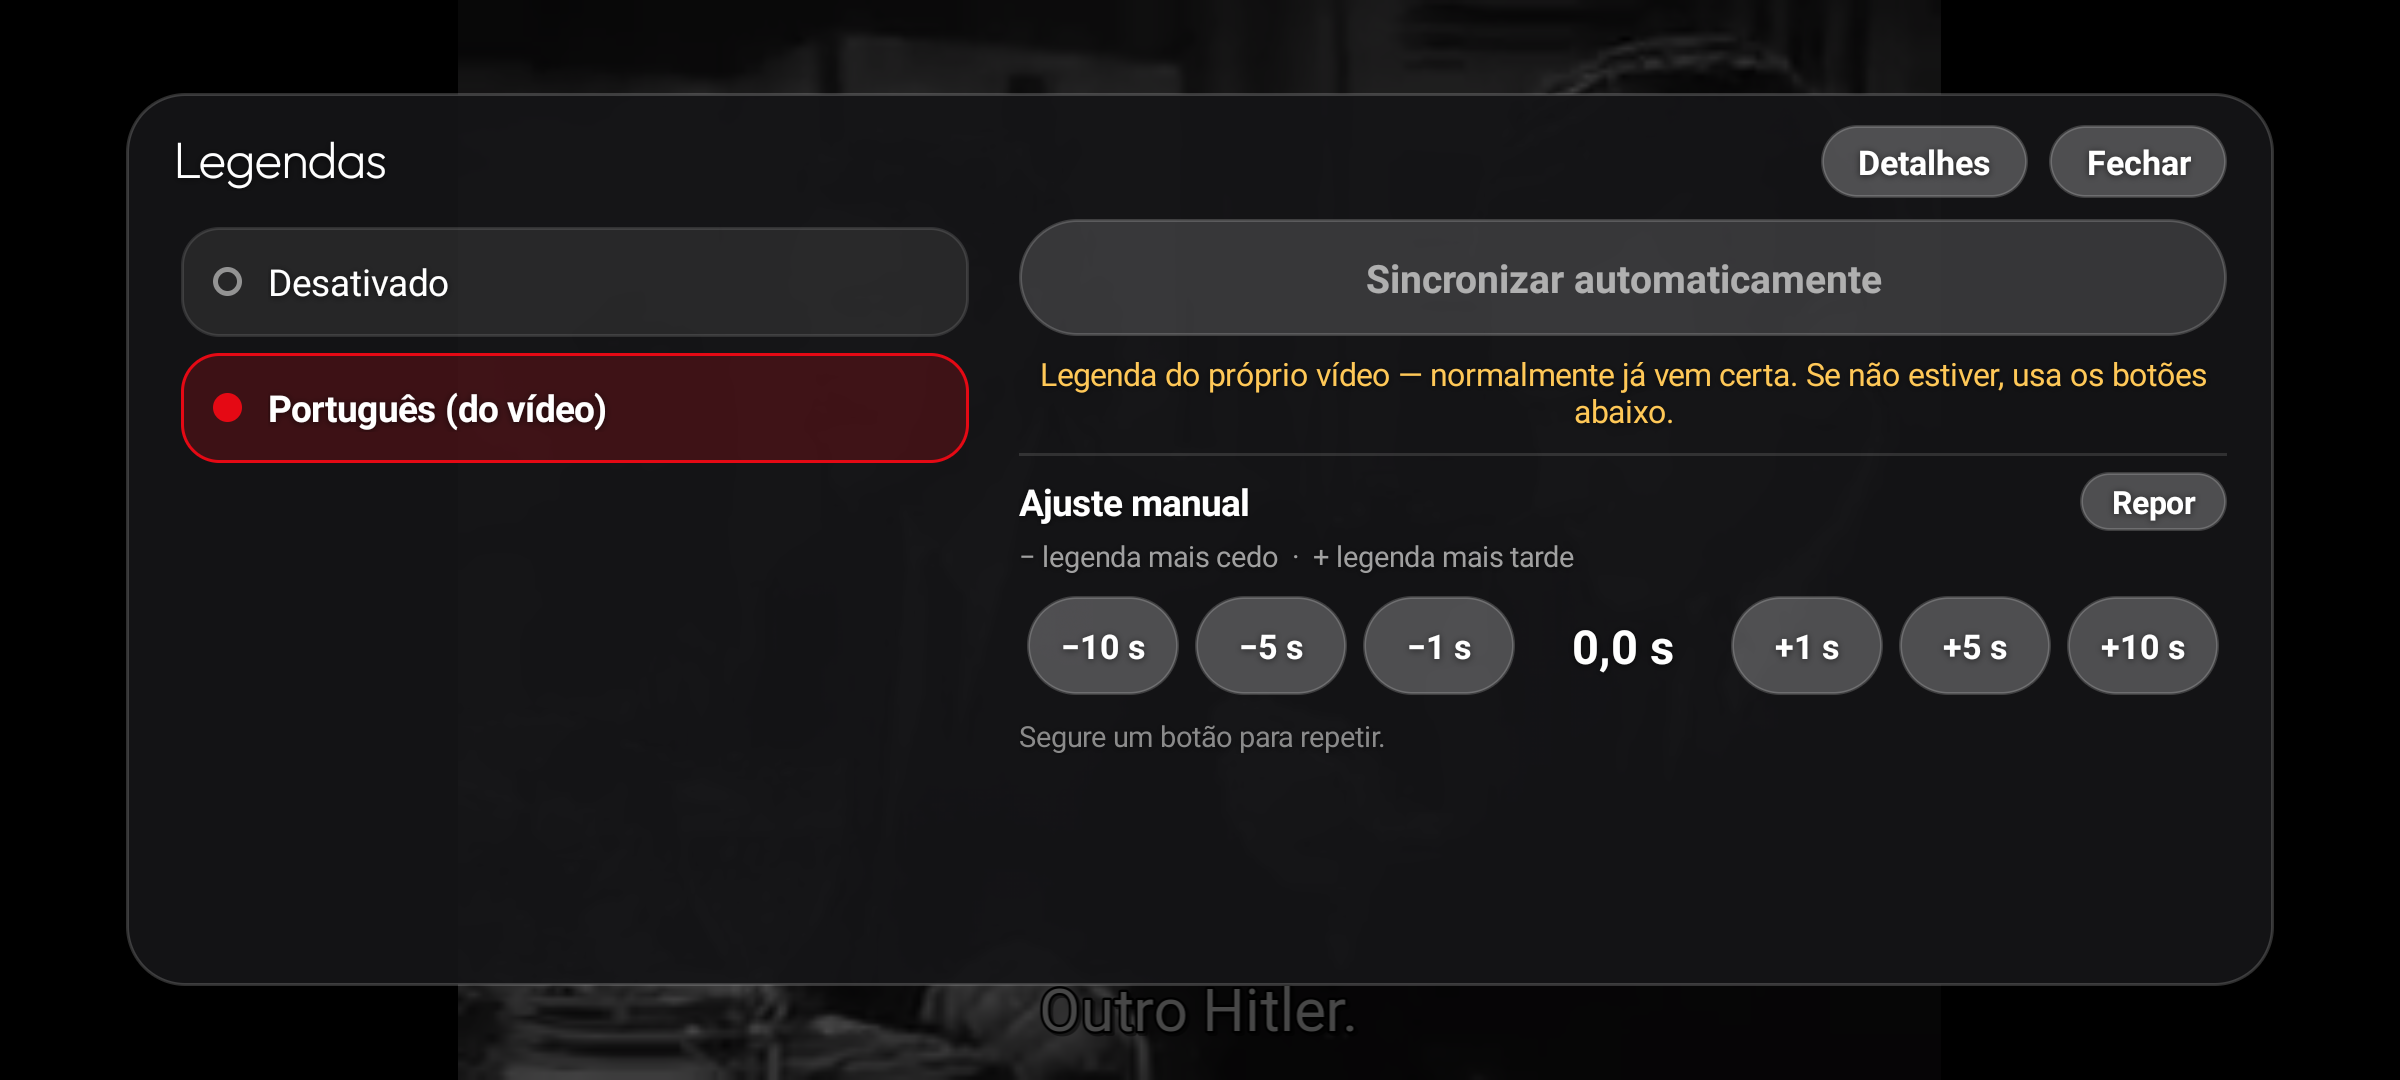 Legendas
Detalhes
Fechar
Desativado
Português (do vídeo)
Sincronizar automaticamente
Legenda do próprio vídeo — normalmente já vem certa. Se não estiver, usa os botões
abaixo.
Ajuste manual
Repor
− legenda mais cedo · + legenda mais tarde
−10 s
−5 s
−1 s
0,0 s
+1 s
+5 s
+10 s
Segure um botão para repetir.
Outro Hitler.